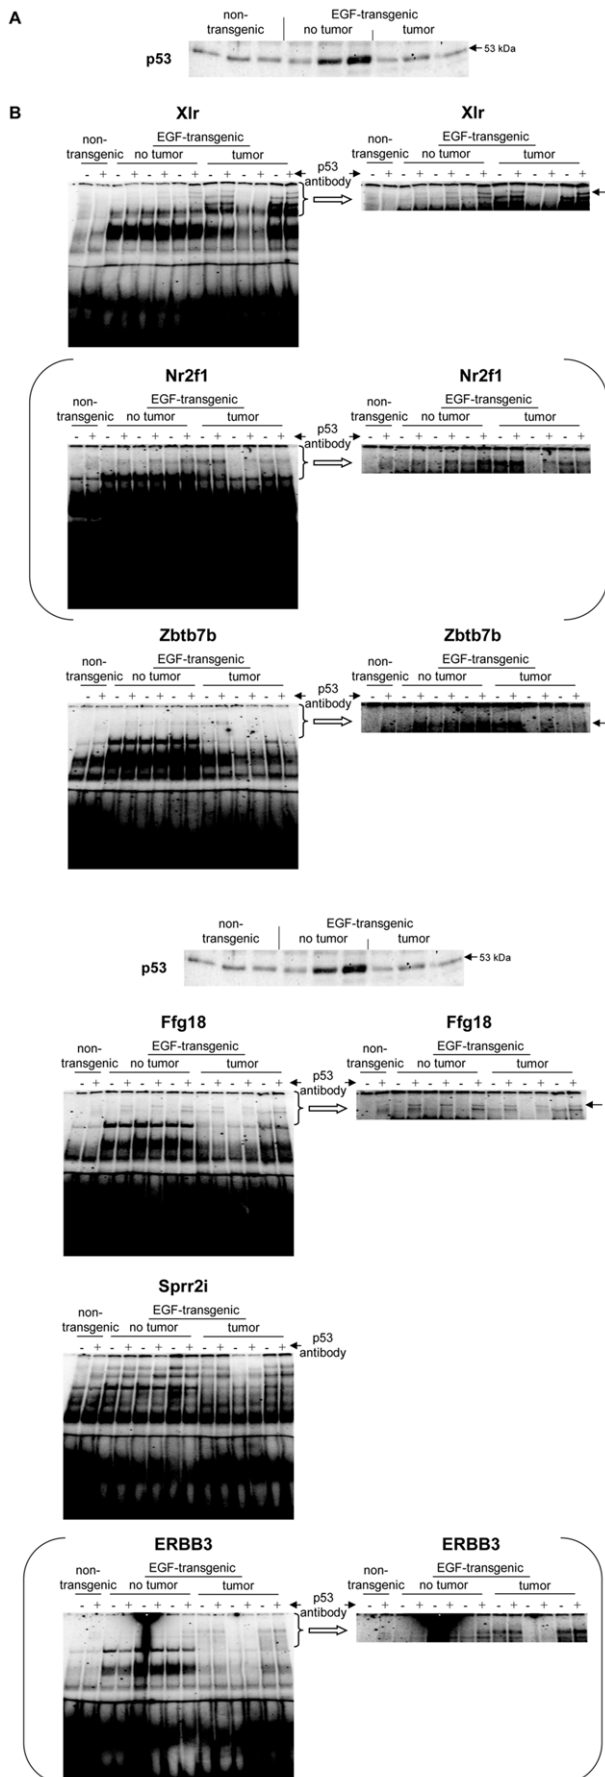 A
non-
transgenic
EGF-transgenic
no tumor
tumor
p53
53 kDa
B
Xlr
Xlr
non-
transgenic
EGF-transgenic
no tumor
tumor
p53
antibody
non-
transgenic
EGF-transgenic
no tumor
tumor
- + - + - + - + - + - + - +
- + - + - + - + - + - + - +
Nr2f1
Nr2f1
non-
transgenic
EGF-transgenic
no tumor
tumor
p53
antibody
non-
transgenic
EGF-transgenic
no tumor
tumor
- + - + - + - + - + - + - +
- + - + - + - + - + - + - +
Zbtb7b
Zbtb7b
non-
transgenic
EGF-transgenic
no tumor
tumor
p53
antibody
non-
transgenic
EGF-transgenic
no tumor
tumor
- + - + - + - + - + - + - +
- + - + - + - + - + - + - +
non-
transgenic
EGF-transgenic
no tumor
tumor
p53
53 kDa
Ffg18
Ffg18
non-
transgenic
EGF-transgenic
no tumor
tumor
p53
antibody
non-
transgenic
EGF-transgenic
no tumor
tumor
- + - + - + - + - + - + - +
- + - + - + - + - + - + - +
Sprr2i
non-
transgenic
EGF-transgenic
no tumor
tumor
p53
antibody
- + - + - + - + - + - + - +
ERBB3
ERBB3
non-
transgenic
EGF-transgenic
no tumor
tumor
p53
antibody
non-
transgenic
EGF-transgenic
no tumor
tumor
- + - + - + - + - + - + - +
- + - + - + - + - + - + - +